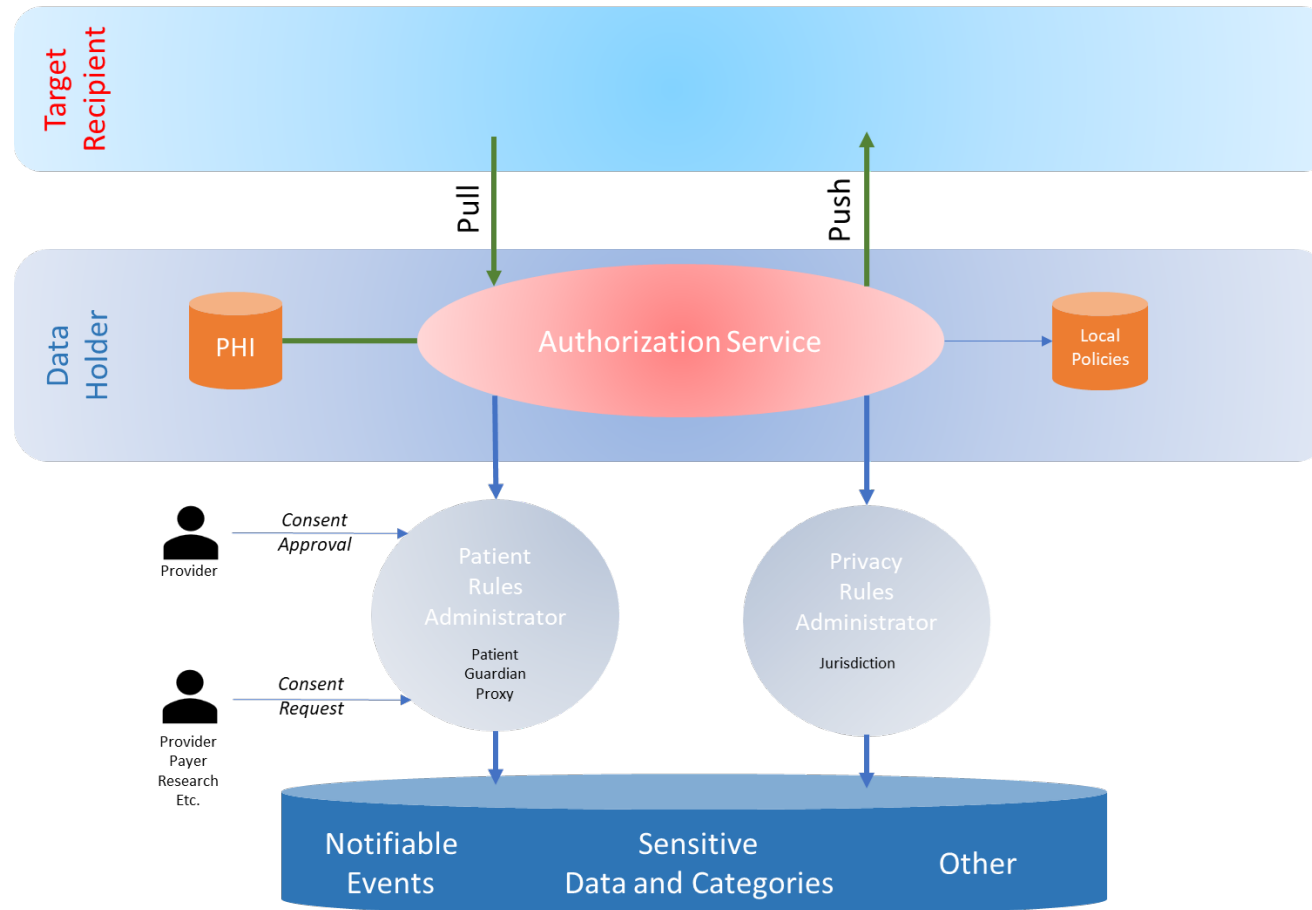 Target
Recipient
Pull
Push
Data
Holder
PHI
Authorization Service
Local
Policies
Consent
Approval
Provider
Patient
Rules
Administrator
Patient
Guardian
Proxy
Privacy
Rules
Administrator
Jurisdiction
Consent
Request
Provider
Payer
Research
Etc.
Notifiable
Events
Sensitive
Data and Categories
Other